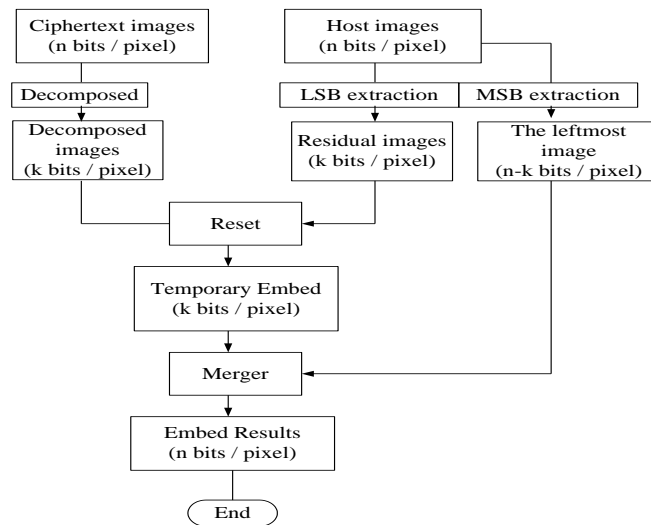 Ciphertext images
(n bits / pixel)
Host images
(n bits / pixel)
Decomposed
LSB extraction
MSB extraction
Decomposed
images
(k bits / pixel)
Residual images
(k bits / pixel)
The leftmost
image
(n-k bits / pixel)
Reset
Temporary Embed
(k bits / pixel)
Merger
Embed Results
(n bits / pixel)
End